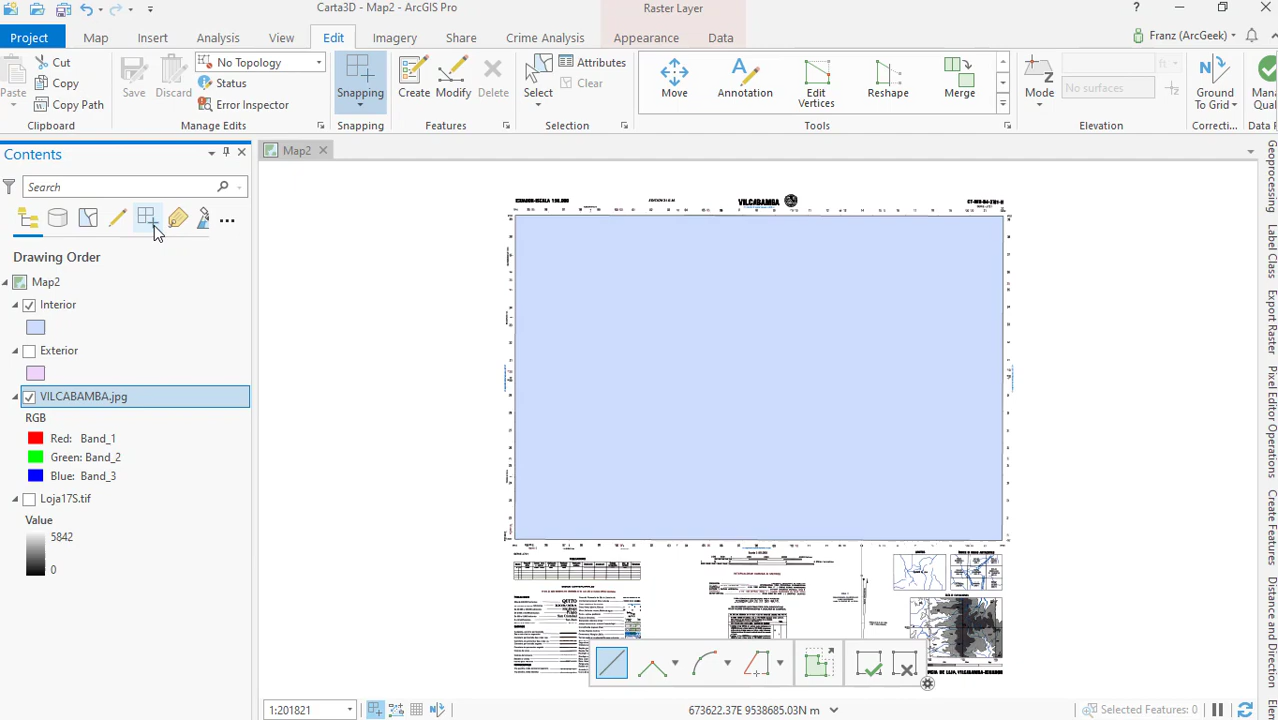 Carta3D - Map2 - ArcGIS Pro
Raster Layer
?
Project
Map
Insert
Analysis
View
Edit
Imagery
Share
Crime Analysis
Appearance
Data
Franz (ArcGeek)
Paste
Cut
Copy
Copy Path
Clipboard
Save
Discard
No Topology
Status
Error Inspector
Manage Edits
Snapping
Snapping
Create
Modify
Delete
Features
Select
Attributes
Clear
Selection
Move
Annotation
Edit
Vertices
Reshape
Merge
Tools
Mode
No surfaces
ft
Elevation
Ground
To Grid
Correcti...
Mana
Qual
Data I
Contents
Search
Drawing Order
Map2
Interior
Exterior
VILCABAMBA.jpg
RGB
Red: Band_1
Green: Band_2
Blue: Band_3
Loja17S.tif
Value
5842
0
Map2
VILCABAMBA
QUITO
1:201821
673622.37E 9538685.03N m
Selected Features: 0
Geoprocessing
Label Class
Export Raster
Pixel Editor Operations
Create Feat